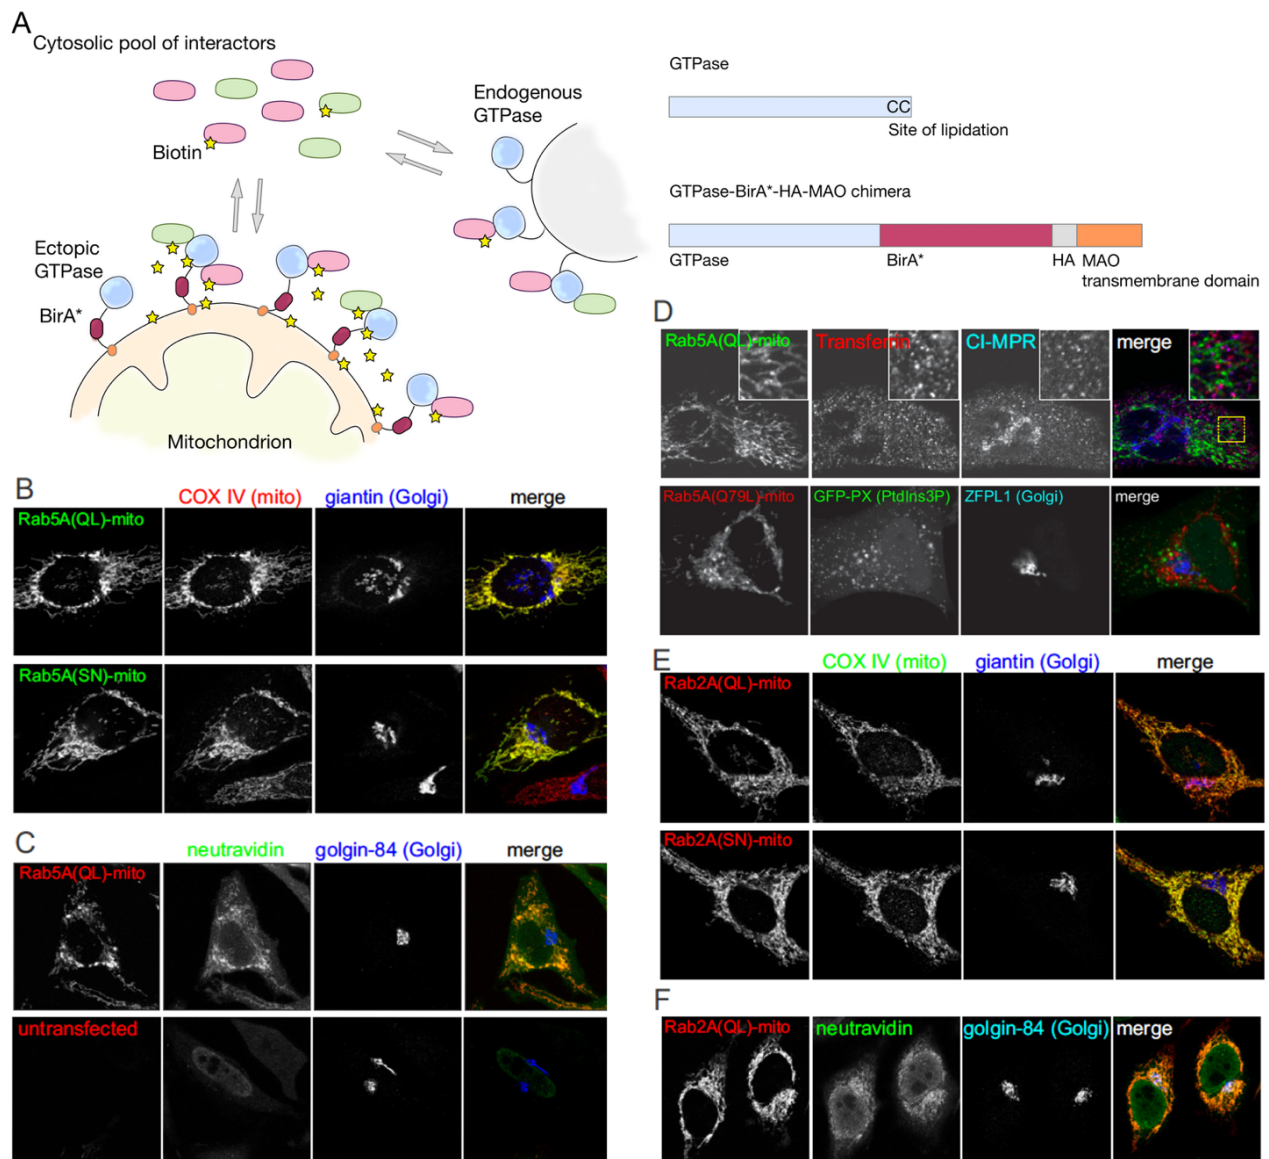 A
Cytosolic pool of interactors
Biotin
Endogenous
GTPase
Ectopic
GTPase
BirA*
Mitochondrion
GTPase
CC
Site of lipidation
GTPase-BirA*-HA-MAO chimera
GTPase BirA* HA MAO
transmembrane domain
B
COX IV (mito) giantin (Golgi) merge
Rab5A(QL)-mito
Rab5A(SN)-mito
C
neutravidin golgin-84 (Golgi) merge
Rab5A(QL)-mito
untransfected
D
Rab5A(QL)-mito Transferrin CI-MPR merge
Rab5A(Q79L)-mito GFP-PX (PtdIns3P) ZFPL1 (Golgi) merge
E
COX IV (mito) giantin (Golgi) merge
Rab2A(QL)-mito
Rab2A(SN)-mito
F
Rab2A(QL)-mito neutravidin golgin-84 (Golgi) merge